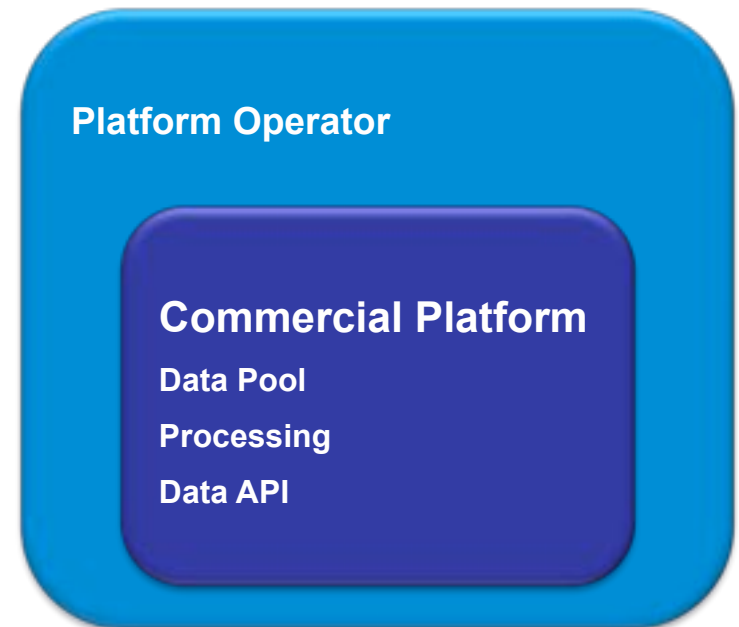 Platform Operator
Commercial Platform
Data Pool
Processing
Data API